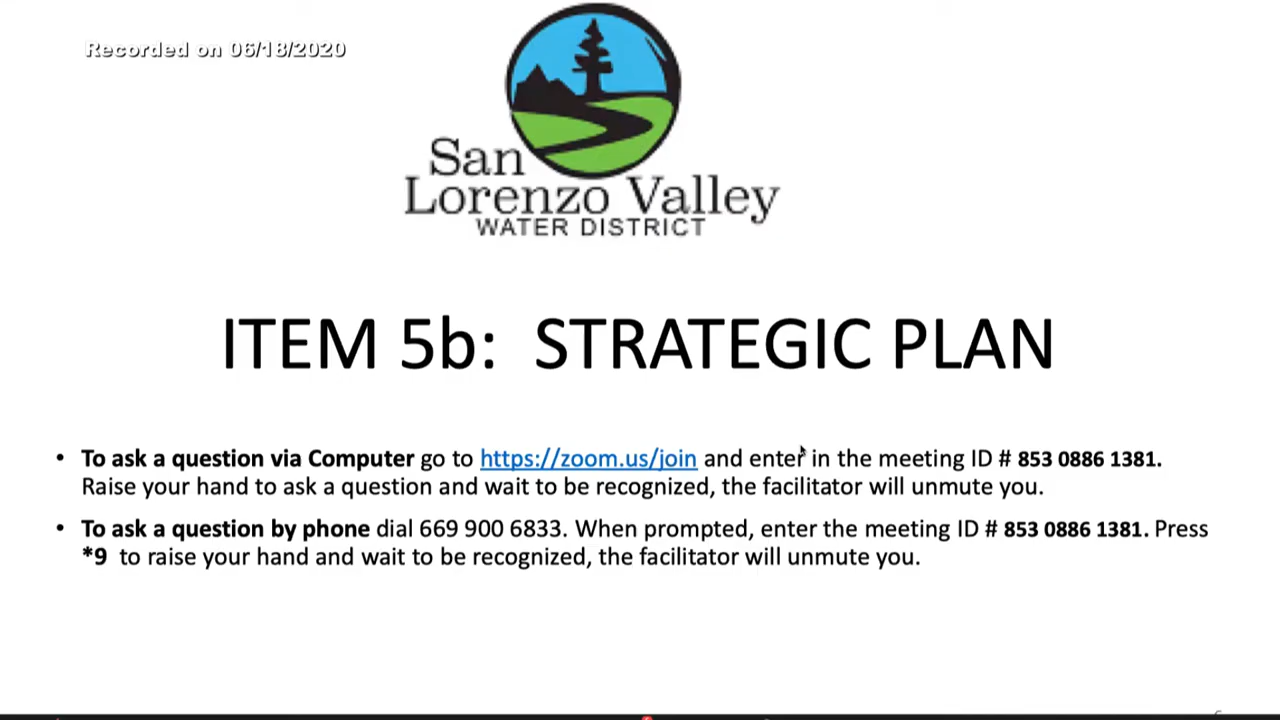 Recorded on 06/18/2020
San
Lorenzo Valley
WATER DISTRICT
ITEM 5b: STRATEGIC PLAN
• To ask a question via Computer go to https://zoom.us/join and enter in the meeting ID # 853 0886 1381.
Raise your hand to ask a question and wait to be recognized, the facilitator will unmute you.
• To ask a question by phone dial 669 900 6833. When prompted, enter the meeting ID # 853 0886 1381. Press
*9 to raise your hand and wait to be recognized, the facilitator will unmute you.